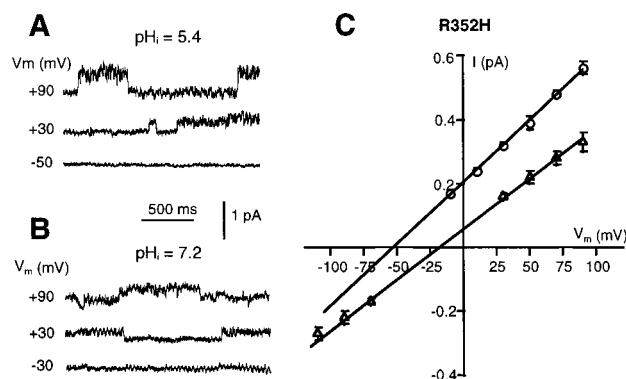 A
pHi = 5.4
Vm (mV)
+90
+30
-50
500 ms
1 pA
B
pHi = 7.2
Vm (mV)
+90
+30
-30
C
R352H
I (pA)
0.6
0.4
0.2
Vm (mV)
-100 -75 -50 -25 25 50 75 100
-0.2
-0.4